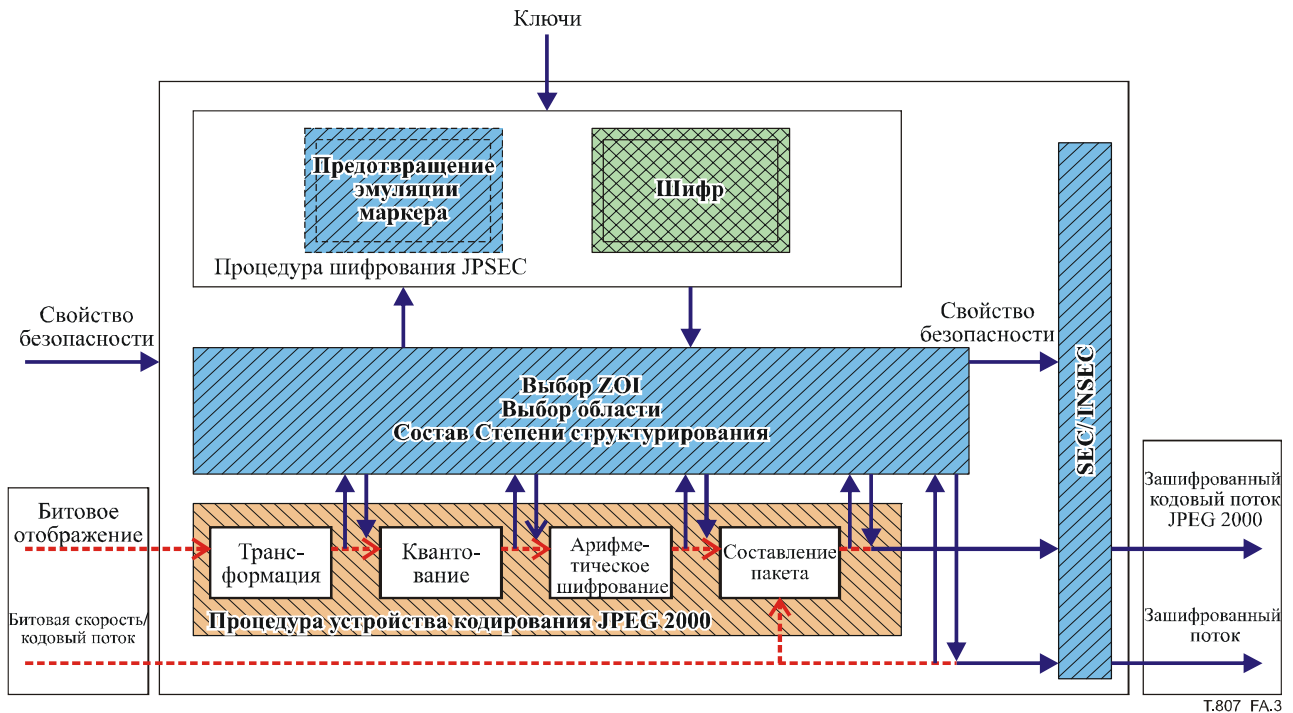 Ключи
Предотвращение
эмуляции
маркера
Шифр
Процедура шифрования JPSEC
Свойство
безопасности
Свойство
безопасности
Выбор ZOI
Выбор области
Состав Степени структурирования
SEC/ INSEC
Битовое
отображение
Транс-
формация
Кванто-
вание
Арифме-
тическое
шифрование
Составление
пакета
Процедура устройства кодирования JPEG 2000
Битовая скорость/
кодовый поток
Зашифрованный
кодовый поток
JPEG 2000
Зашифрованный
поток
T.807_FA.3